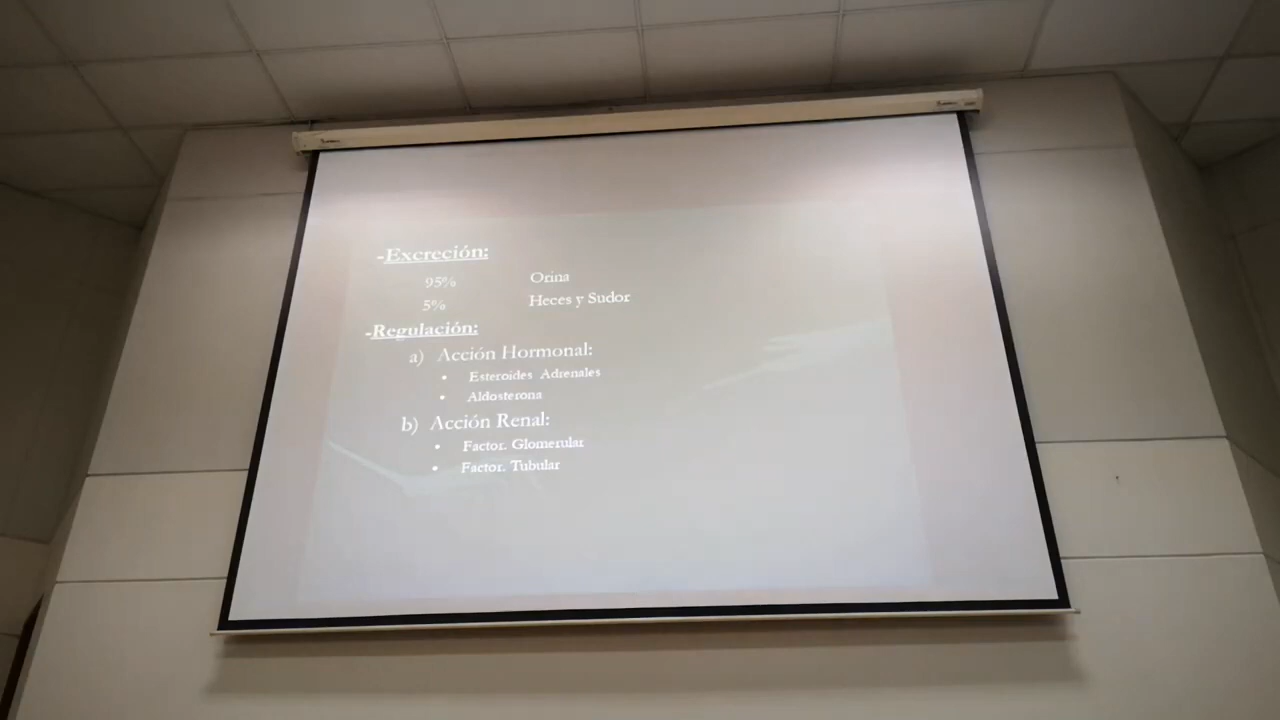 -Excreción:
95% Orina
5% Heces y Sudor
-Regulación:
a) Acción Hormonal:
• Esteroides Adrenales
• Aldosterona
b) Acción Renal:
• Factor. Glomerular
• Factor. Tubular